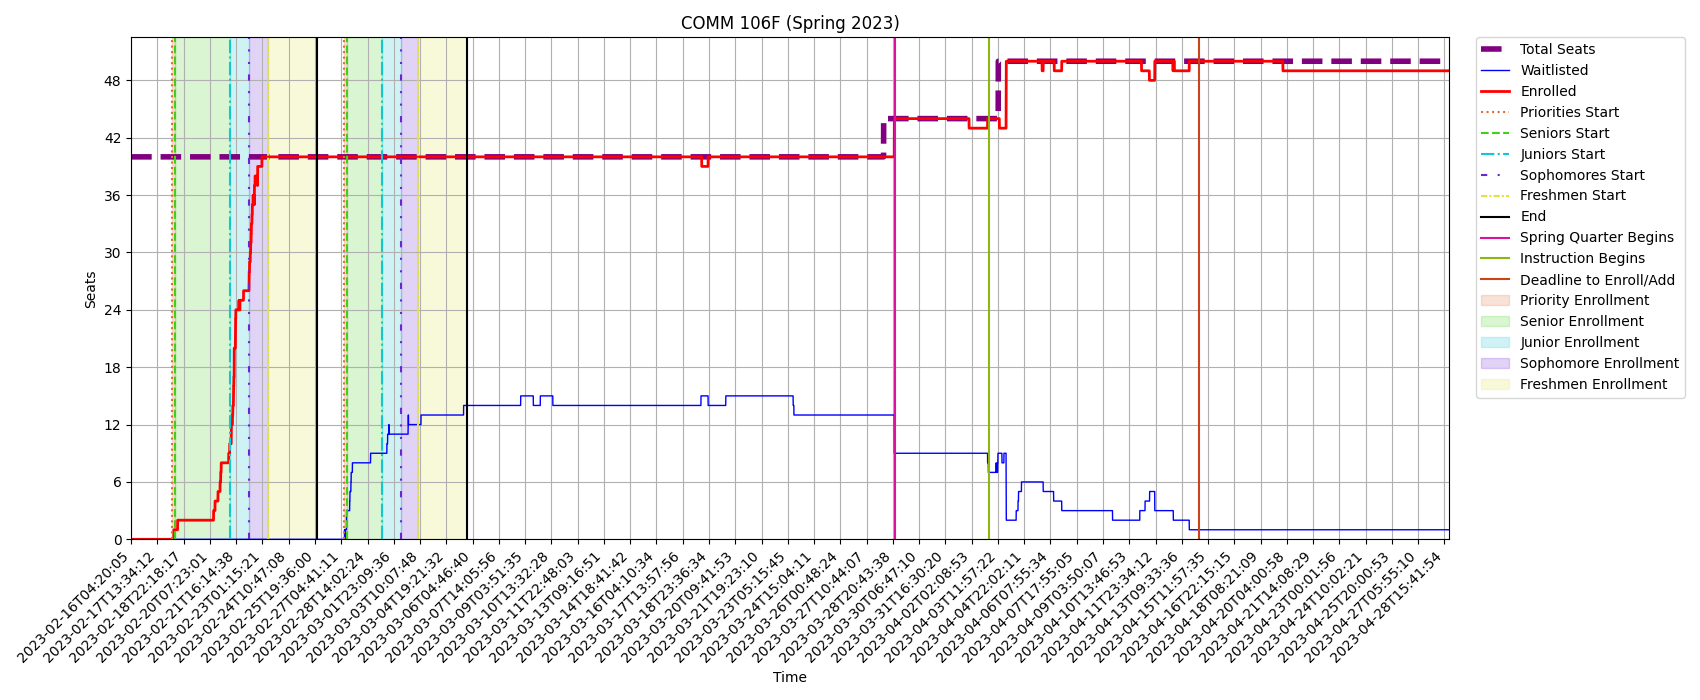 COMM 106F (Spring 2023)
Seats
48
42
36
30
24
18
12
6
0
2023-02-16T04:20:05
2023-02-17T13:34:12
2023-02-18T22:18:17
2023-02-20T07:23:01
2023-02-21T16:14:38
2023-02-23T01:15:21
2023-02-24T10:47:08
2023-02-25T19:36:00
2023-02-27T04:41:11
2023-02-28T14:02:24
2023-03-01T23:09:36
2023-03-03T10:07:48
2023-03-04T19:21:32
2023-03-06T04:46:40
2023-03-07T14:05:56
2023-03-09T03:51:35
2023-03-10T13:32:28
2023-03-11T22:48:03
2023-03-13T09:16:51
2023-03-14T18:41:42
2023-03-16T04:10:34
2023-03-17T13:57:56
2023-03-18T23:36:34
2023-03-20T09:41:53
2023-03-21T19:23:10
2023-03-23T05:15:45
2023-03-24T15:04:11
2023-03-26T00:48:24
2023-03-27T10:44:07
2023-03-28T20:43:38
2023-03-30T06:47:10
2023-03-31T16:30:20
2023-04-02T02:08:53
2023-04-03T11:57:22
2023-04-04T22:02:11
2023-04-06T07:55:34
2023-04-07T17:55:05
2023-04-09T03:50:07
2023-04-10T13:46:53
2023-04-11T23:34:12
2023-04-13T09:33:36
2023-04-15T11:57:35
2023-04-16T22:15:15
2023-04-18T08:21:09
2023-04-20T04:00:58
2023-04-21T14:08:29
2023-04-23T00:01:56
2023-04-24T10:02:21
2023-04-25T20:00:53
2023-04-27T05:55:10
2023-04-28T15:41:54
Time
Total Seats
Waitlisted
Enrolled
Priorities Start
Seniors Start
Juniors Start
Sophomores Start
Freshmen Start
End
Spring Quarter Begins
Instruction Begins
Deadline to Enroll/Add
Priority Enrollment
Senior Enrollment
Junior Enrollment
Sophomore Enrollment
Freshmen Enrollment